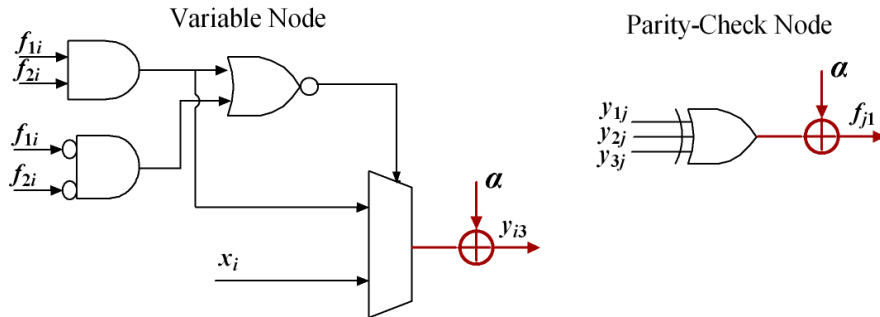 Variable Node
f1i
f2i
f1i
f2i
xi
α
yi3
Parity-Check Node
y1j
y2j
y3j
α
fj1